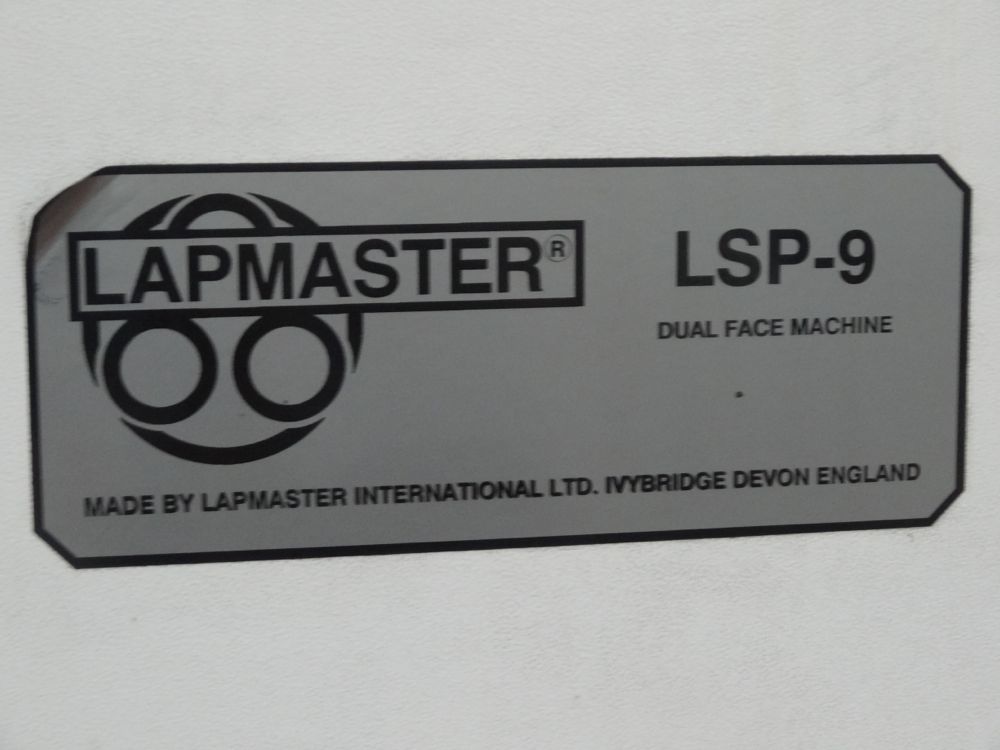 LAPMASTER®
LSP-9
DUAL FACE MACHINE
MADE BY LAPMASTER INTERNATIONAL LTD. IVYBRIDGE DEVON ENGLAND